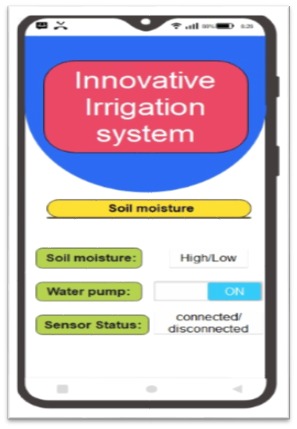 Innovative
Irrigation
system
Soil moisture
Soil moisture: High/Low
Water pump: ON
Sensor Status: connected/
disconnected